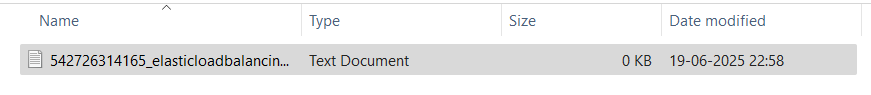 Name Type Size Date modified
542726314165_elasticloadbalancin... Text Document 0 KB 19-06-2025 22:58